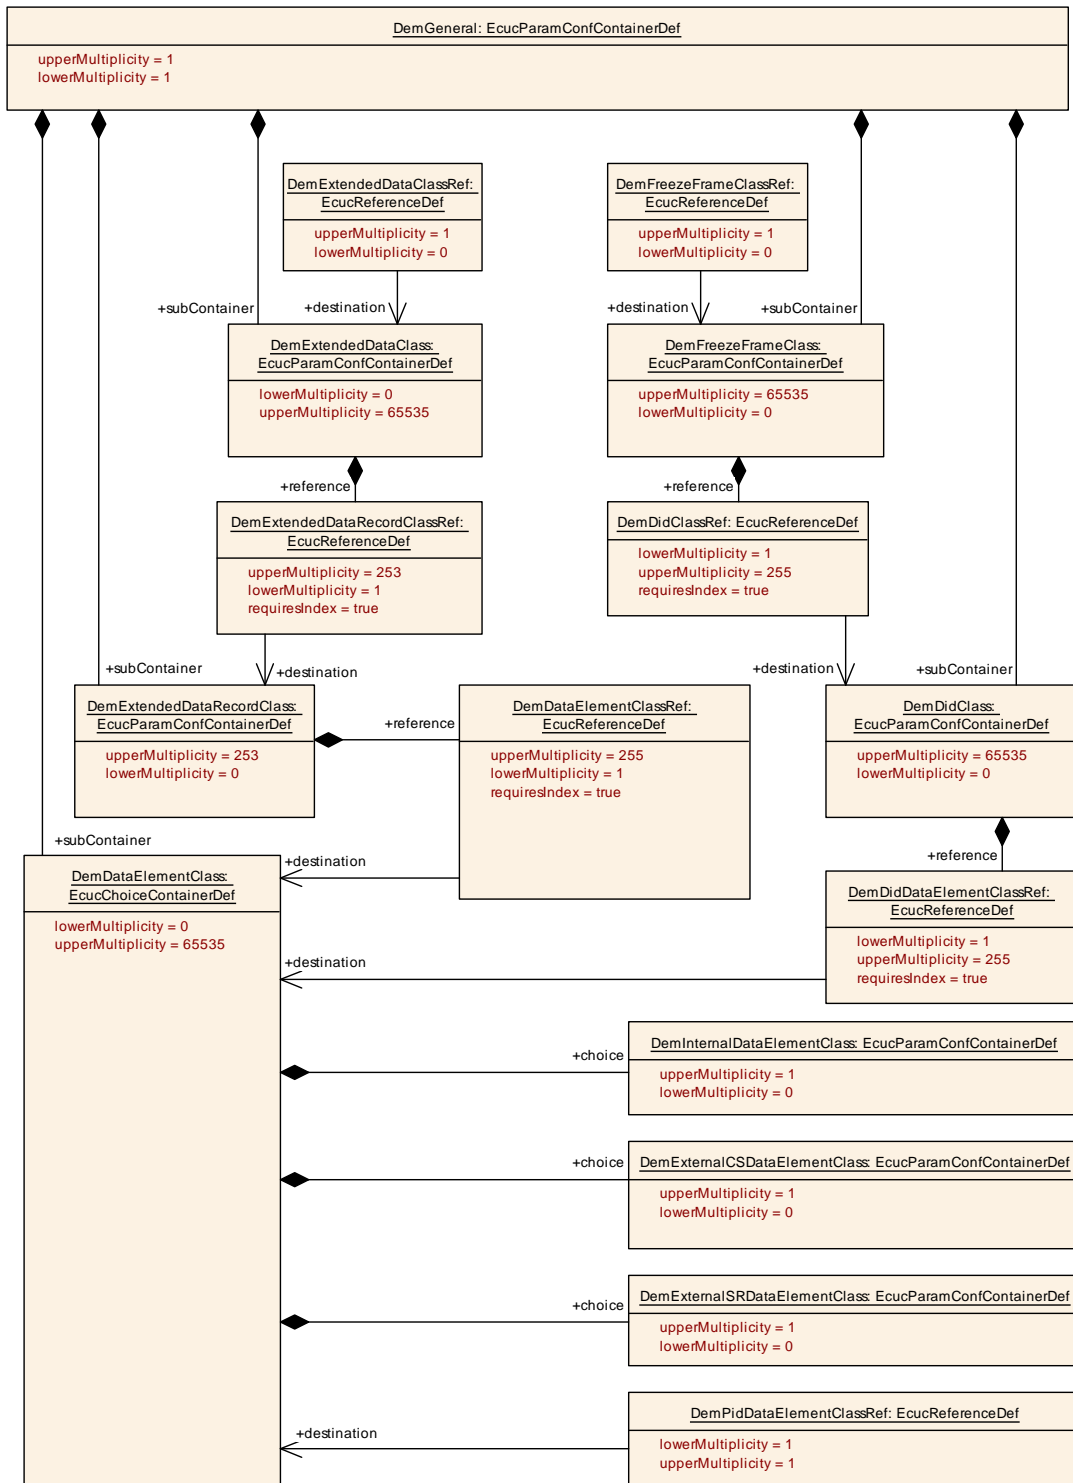 DemGeneral: EcucParamConfContainerDef
upperMultiplicity = 1
lowerMultiplicity = 1
DemExtendedDataClassRef:
EcucReferenceDef
upperMultiplicity = 1
lowerMultiplicity = 0
DemFreezeFrameClassRef:
EcucReferenceDef
upperMultiplicity = 1
lowerMultiplicity = 0
+subContainer
+destination
+destination
+subContainer
DemExtendedDataClass:
EcucParamConfContainerDef
lowerMultiplicity = 0
upperMultiplicity = 65535
DemFreezeFrameClass:
EcucParamConfContainerDef
upperMultiplicity = 65535
lowerMultiplicity = 0
+reference
+reference
DemExtendedDataRecordClassRef:
EcucReferenceDef
upperMultiplicity = 253
lowerMultiplicity = 1
requiresIndex = true
DemDidClassRef: EcucReferenceDef
lowerMultiplicity = 1
upperMultiplicity = 255
requiresIndex = true
+subContainer
+destination
+destination
+subContainer
DemExtendedDataRecordClass:
EcucParamConfContainerDef
upperMultiplicity = 253
lowerMultiplicity = 0
+reference
DemDataElementClassRef:
EcucReferenceDef
upperMultiplicity = 255
lowerMultiplicity = 1
requiresIndex = true
DemDidClass:
EcucParamConfContainerDef
upperMultiplicity = 65535
lowerMultiplicity = 0
+subContainer
+destination
+reference
DemDataElementClass:
EcucChoiceContainerDef
lowerMultiplicity = 0
upperMultiplicity = 65535
DemDidDataElementClassRef:
EcucReferenceDef
lowerMultiplicity = 1
upperMultiplicity = 255
requiresIndex = true
+destination
+choice
DemInternalDataElementClass: EcucParamConfContainerDef
upperMultiplicity = 1
lowerMultiplicity = 0
+choice
DemExternalCSDataElementClass: EcucParamConfContainerDef
upperMultiplicity = 1
lowerMultiplicity = 0
+choice
DemExternalSRDataElementClass: EcucParamConfContainerDef
upperMultiplicity = 1
lowerMultiplicity = 0
+destination
DemPidDataElementClassRef: EcucReferenceDef
lowerMultiplicity = 1
upperMultiplicity = 1